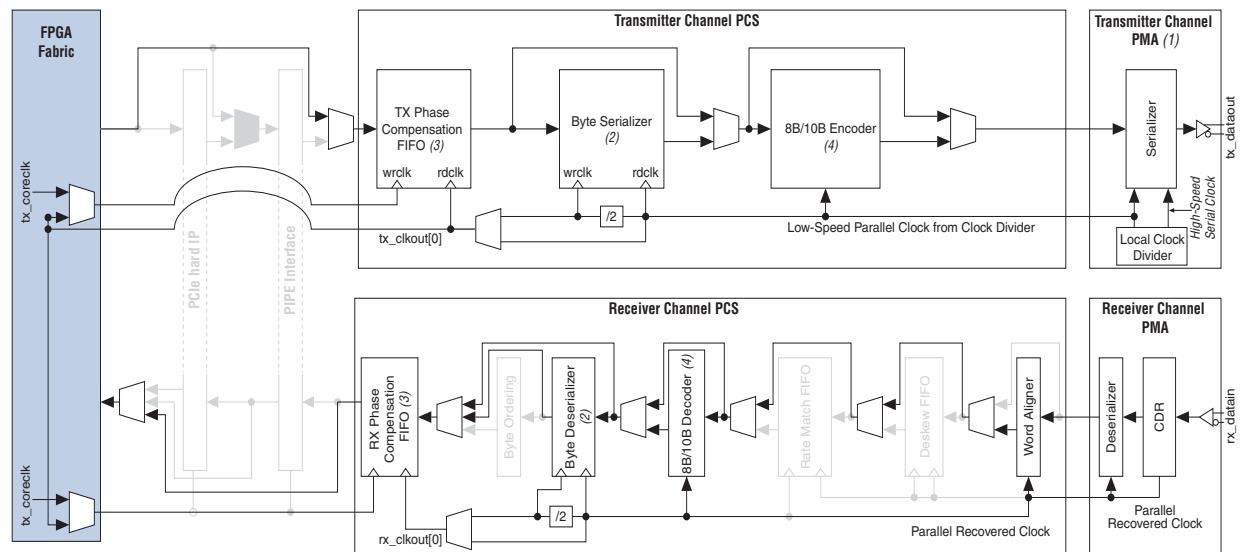 FPGA
Fabric
Transmitter Channel PCS
Transmitter Channel
PMA (1)
TX Phase
Compensation
FIFO (3)
wrclk
rdclk
Byte Serializer
(2)
wrclk
rdclk
8B/10B Encoder
(4)
Serializer
tx_dataout
tx_coreclk
/2
tx_clkout[0]
Low-Speed Parallel Clock from Clock Divider
High-Speed
Serial Clock
Local Clock
Divider
PCIe hard IP
PIPE Interface
Receiver Channel PCS
Receiver Channel
PMA
RX Phase
Compensation
FIFO (3)
Byte Ordering
Byte Deserializer
(2)
8B/10B Decoder (4)
Rate Match FIFO
Deskew FIFO
Word Aligner
Deserializer
CDR
rx_datain
tx_coreclk
/2
rx_clkout[0]
Parallel Recovered Clock
Parallel
Recovered Clock